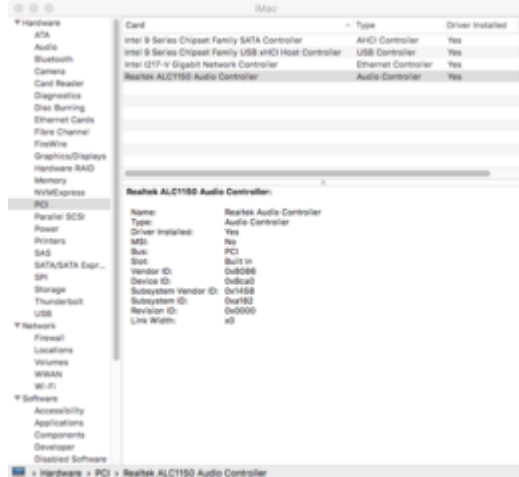 iMac
Hardware
ATA
Audio
Bluetooth
Camera
Card Reader
Diagnostics
Disc Burning
Ethernet Cards
Fibre Channel
FireWire
Graphics/Displays
Hardware RAID
Memory
NVMExpress
PCI
Parallel SCSI
Power
Printers
SAS
SATA/SATA Expr...
SPI
Storage
Thunderbolt
USB
Network
Firewall
Locations
Volumes
WWAN
Wi-Fi
Software
Accessibility
Applications
Components
Developer
Disabled Software
Card Type Driver Installed
Intel 9 Series Chipset Family SATA Controller AHCI Controller Yes
Intel 9 Series Chipset Family USB xHCI Host Controller USB Controller Yes
Intel I217-V Gigabit Network Controller Ethernet Controller Yes
Realtek ALC1150 Audio Controller Audio Controller Yes
Realtek ALC1150 Audio Controller:
Name: Realtek Audio Controller
Type: Audio Controller
Driver Installed: Yes
MSI: No
Bus: PCI
Slot: Built In
Vendor ID: 0x8086
Device ID: 0x8ca0
Subsystem Vendor ID: 0x1458
Subsystem ID: 0xa182
Revision ID: 0x0000
Link Width: x0
Hardware › PCI › Realtek ALC1150 Audio Controller